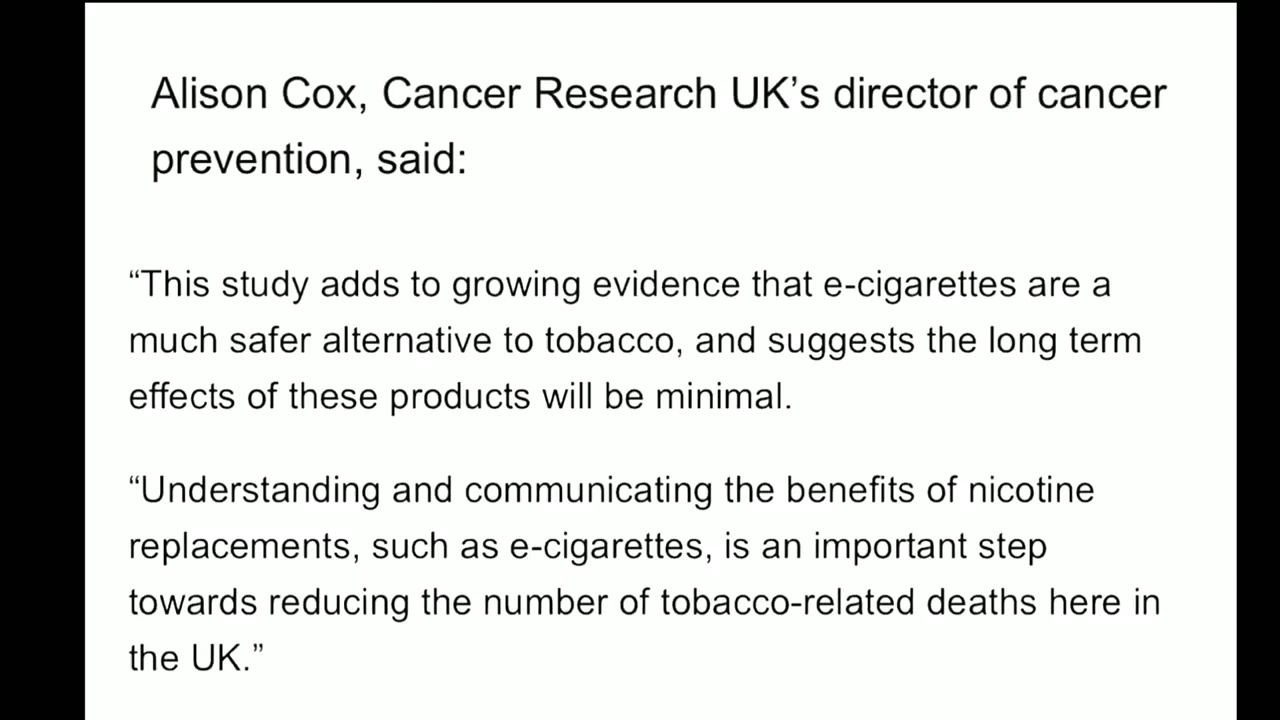 Alison Cox, Cancer Research UK’s director of cancer
prevention, said:
“This study adds to growing evidence that e-cigarettes are a
much safer alternative to tobacco, and suggests the long term
effects of these products will be minimal.
“Understanding and communicating the benefits of nicotine
replacements, such as e-cigarettes, is an important step
towards reducing the number of tobacco-related deaths here in
the UK.”